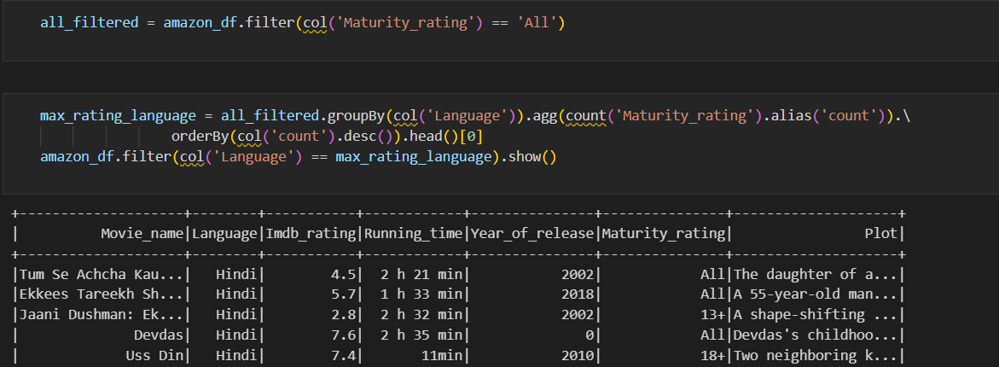 all_filtered = amazon_df.filter(col('Maturity_rating') == 'All')
max_rating_language = all_filtered.groupBy(col('Language')).agg(count('Maturity_rating').alias('count')).\
orderBy(col('count').desc()).head()[0]
amazon_df.filter(col('Language') == max_rating_language).show()
+--------------------+--------+-----------+------------+---------------+---------------+--------------------+
|          Movie_name|Language|Imdb_rating|Running_time|Year_of_release|Maturity_rating|                Plot|
+--------------------+--------+-----------+------------+---------------+---------------+--------------------+
|Tum Se Achcha Kau...|   Hindi|        4.5|  2 h 21 min|           2002|            All|The daughter of a...|
|Ekkees Tareekh Sh...|   Hindi|        5.7|  1 h 33 min|           2018|            All|A 55-year-old man...|
|Jaani Dushman: Ek...|   Hindi|        2.8|  2 h 32 min|           2002|            13+|A shape-shifting ...|
|              Devdas|   Hindi|        7.6|  2 h 35 min|              0|            All|Devdas's childhoo...|
|             Uss Din|   Hindi|        7.4|       11min|           2010|            18+|Two neighboring k...|